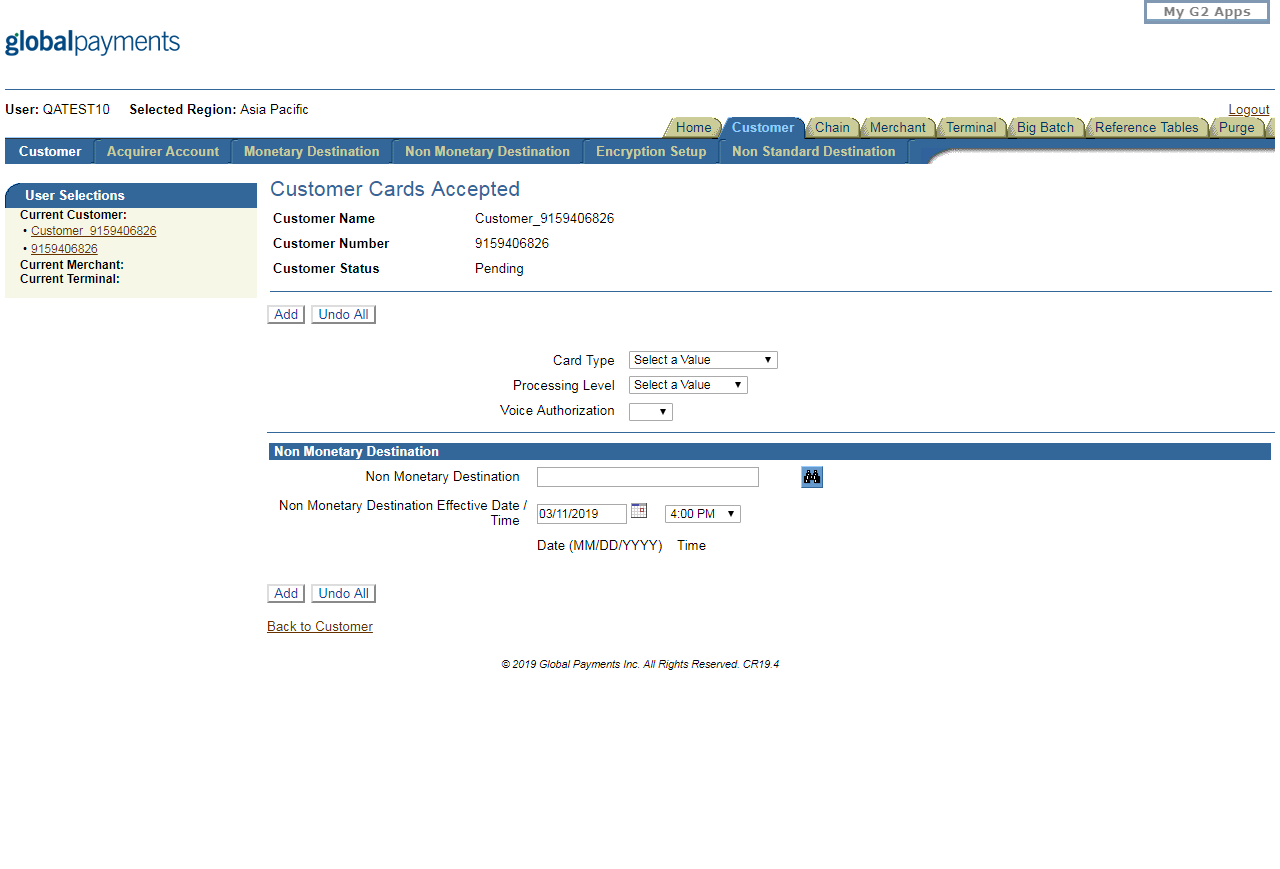 My G2 Apps
globalpayments
User: QATEST10 Selected Region: Asia Pacific
Logout
Home Customer Chain Merchant Terminal Big Batch Reference Tables Purge
Customer Acquirer Account Monetary Destination Non Monetary Destination Encryption Setup Non Standard Destination
User Selections
Current Customer:
• Customer_9159406826
• 9159406826
Current Merchant:
Current Terminal:
Customer Cards Accepted
Customer Name Customer_9159406826
Customer Number 9159406826
Customer Status Pending
Add Undo All
Card Type Select a Value
Processing Level Select a Value
Voice Authorization
Non Monetary Destination
Non Monetary Destination
Non Monetary Destination Effective Date /
Time 03/11/2019 4:00 PM
Date (MM/DD/YYYY) Time
Add Undo All
Back to Customer
© 2019 Global Payments Inc. All Rights Reserved. CR19.4